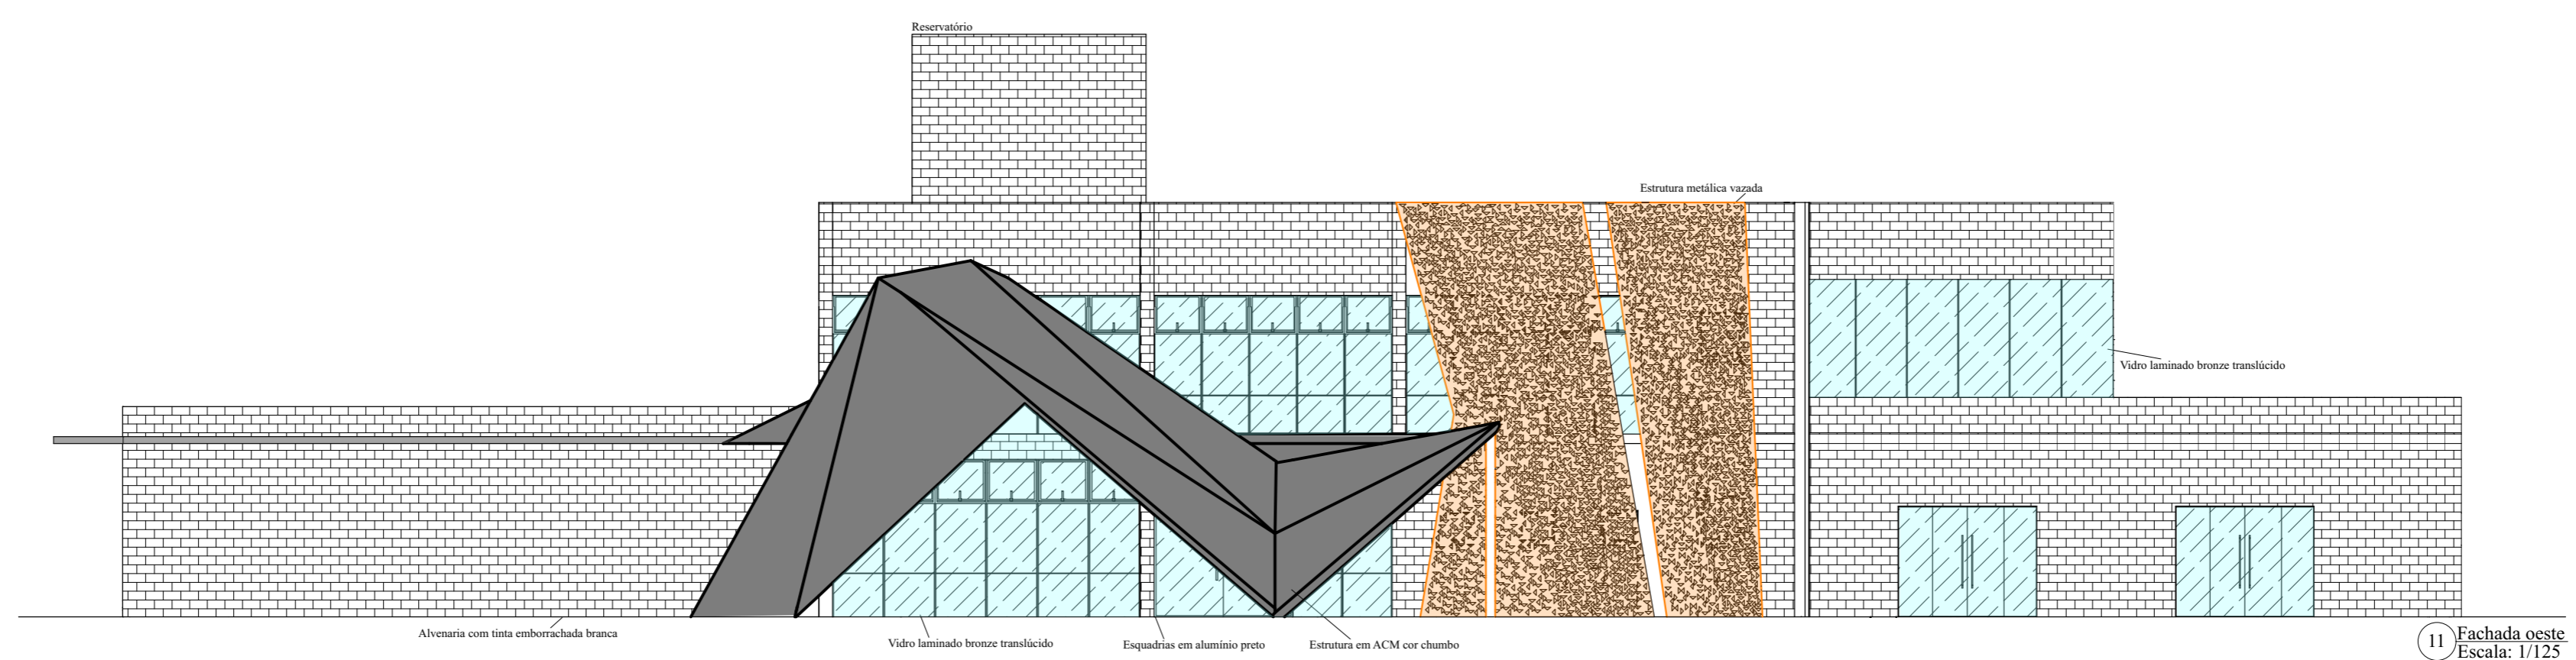 Reservatório
Estrutura metálica vazada
Vidro laminado bronze translúcido
Alvenaria com tinta emborrachada branca
Vidro laminado bronze translúcido
Esquadrias em alumínio preto
Estrutura em ACM cor chumbo
11
Fachada oeste
Escala: 1/125